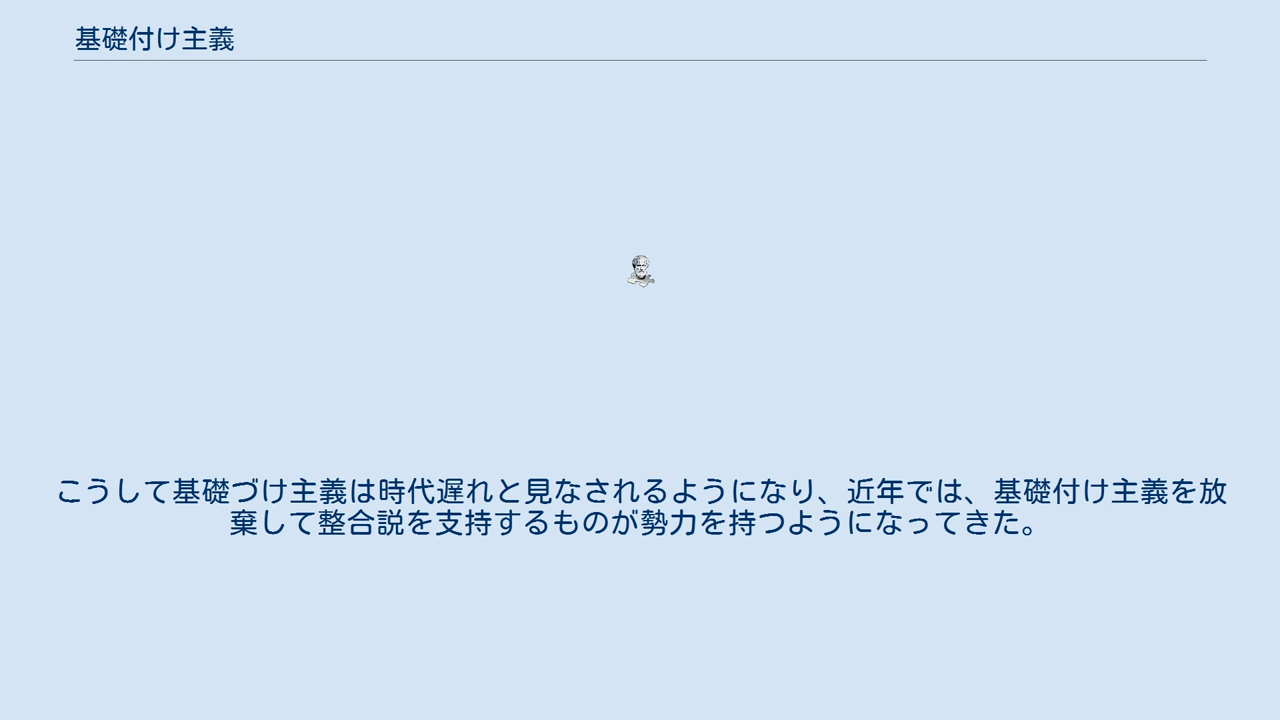 基礎付け主義
こうして基礎づけ主義は時代遅れと見なされるようになり、近年では、基礎付け主義を放
棄して整合説を支持するものが勢力を持つようになってきた。